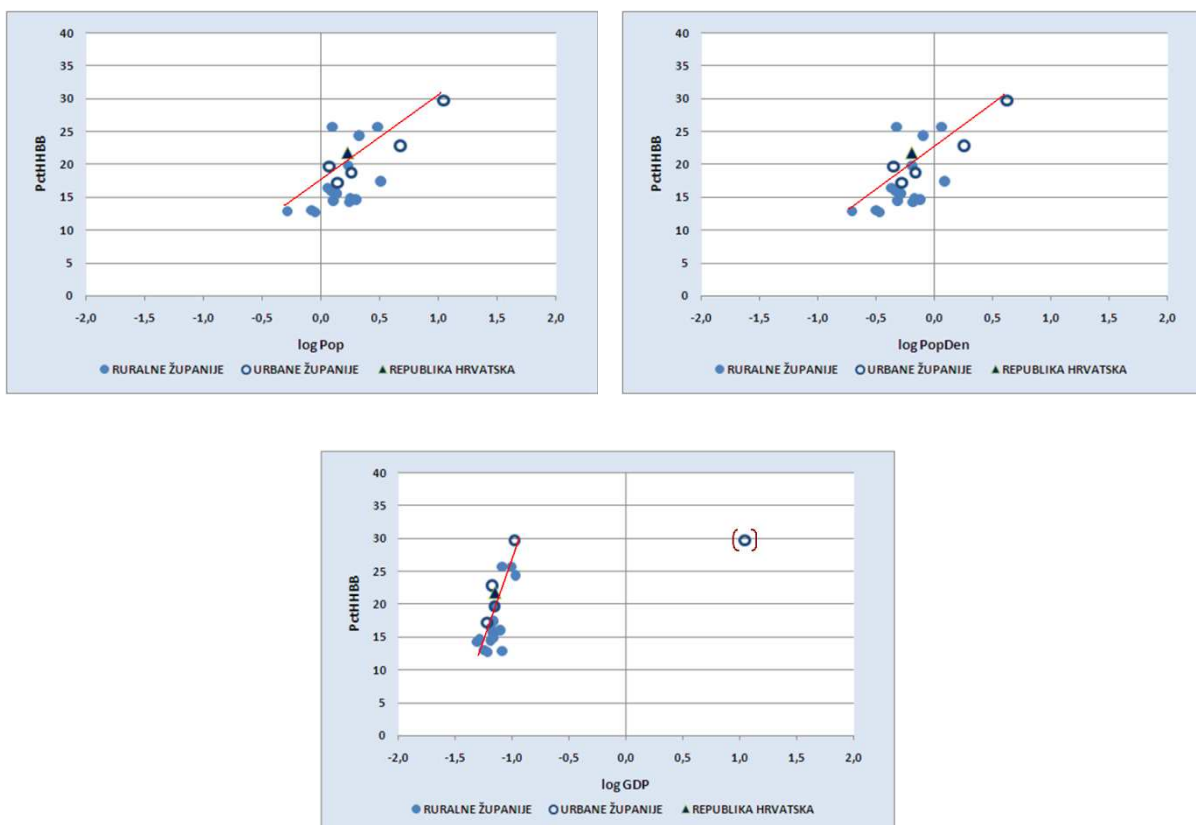 40
35
30
25
20
15
10
5
0
PctHHBB
-2,0 -1,5 -1,0 -0,5 0,0 0,5 1,0 1,5 2,0
log Pop
RURALNE ŽUPANIJE URBANE ŽUPANIJE REPUBLIKA HRVATSKA
40
35
30
25
20
15
10
5
0
PctHHBB
-2,0 -1,5 -1,0 -0,5 0,0 0,5 1,0 1,5 2,0
log PopDen
RURALNE ŽUPANIJE URBANE ŽUPANIJE REPUBLIKA HRVATSKA
40
35
30
25
20
15
10
5
0
PctHHBB
-2,0 -1,5 -1,0 -0,5 0,0 0,5 1,0 1,5 2,0
log GDP
RURALNE ŽUPANIJE URBANE ŽUPANIJE REPUBLIKA HRVATSKA